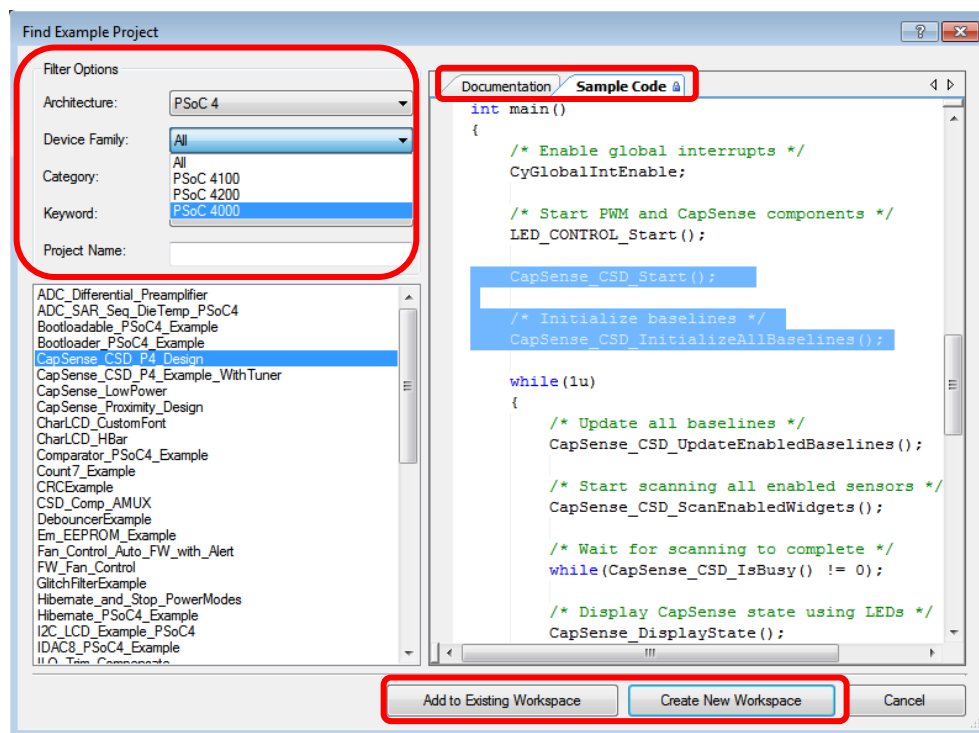 Find Example Project
Filter Options
Architecture: PSoC 4
Device Family: All
All
PSoC 4100
PSoC 4200
PSoC 4000
Category:
Keyword:
Project Name:
ADC_Differential_Preamplifier
ADC_SAR_Seq_DieTemp_PSoC4
Bootloadable_PSoC4_Example
Bootloader_PSoC4_Example
CapSense_CSD_P4_Design
CapSense_CSD_P4_Example_WithTuner
CapSense_LowPower
CapSense_Proximity_Design
CharLCD_CustomFont
CharLCD_HBar
Comparator_PSoC4_Example
Count7_Example
CRCExample
CSD_Comp_AMUX
DebouncerExample
Em_EEPROM_Example
Fan_Control_Auto_FW_with_Alert
FW_Fan_Control
GlitchFilterExample
Hibernate_and_Stop_PowerModes
Hibernate_PSoC4_Example
I2C_LCD_Example_PSoC4
IDAC8_PSoC4_Example
ILO_Trim_Compensate
Documentation Sample Code
int main()
{
/* Enable global interrupts */
CyGlobalIntEnable;
/* Start PWM and CapSense components */
LED_CONTROL_Start();
CapSense_CSD_Start();
/* Initialize baselines */
CapSense_CSD_InitializeAllBaselines();
while(1u)
{
/* Update all baselines */
CapSense_CSD_UpdateEnabledBaselines();
/* Start scanning all enabled sensors */
CapSense_CSD_ScanEnabledWidgets();
/* Wait for scanning to complete */
while(CapSense_CSD_IsBusy() != 0);
/* Display CapSense state using LEDs */
CapSense_DisplayState();
Add to Existing Workspace Create New Workspace Cancel